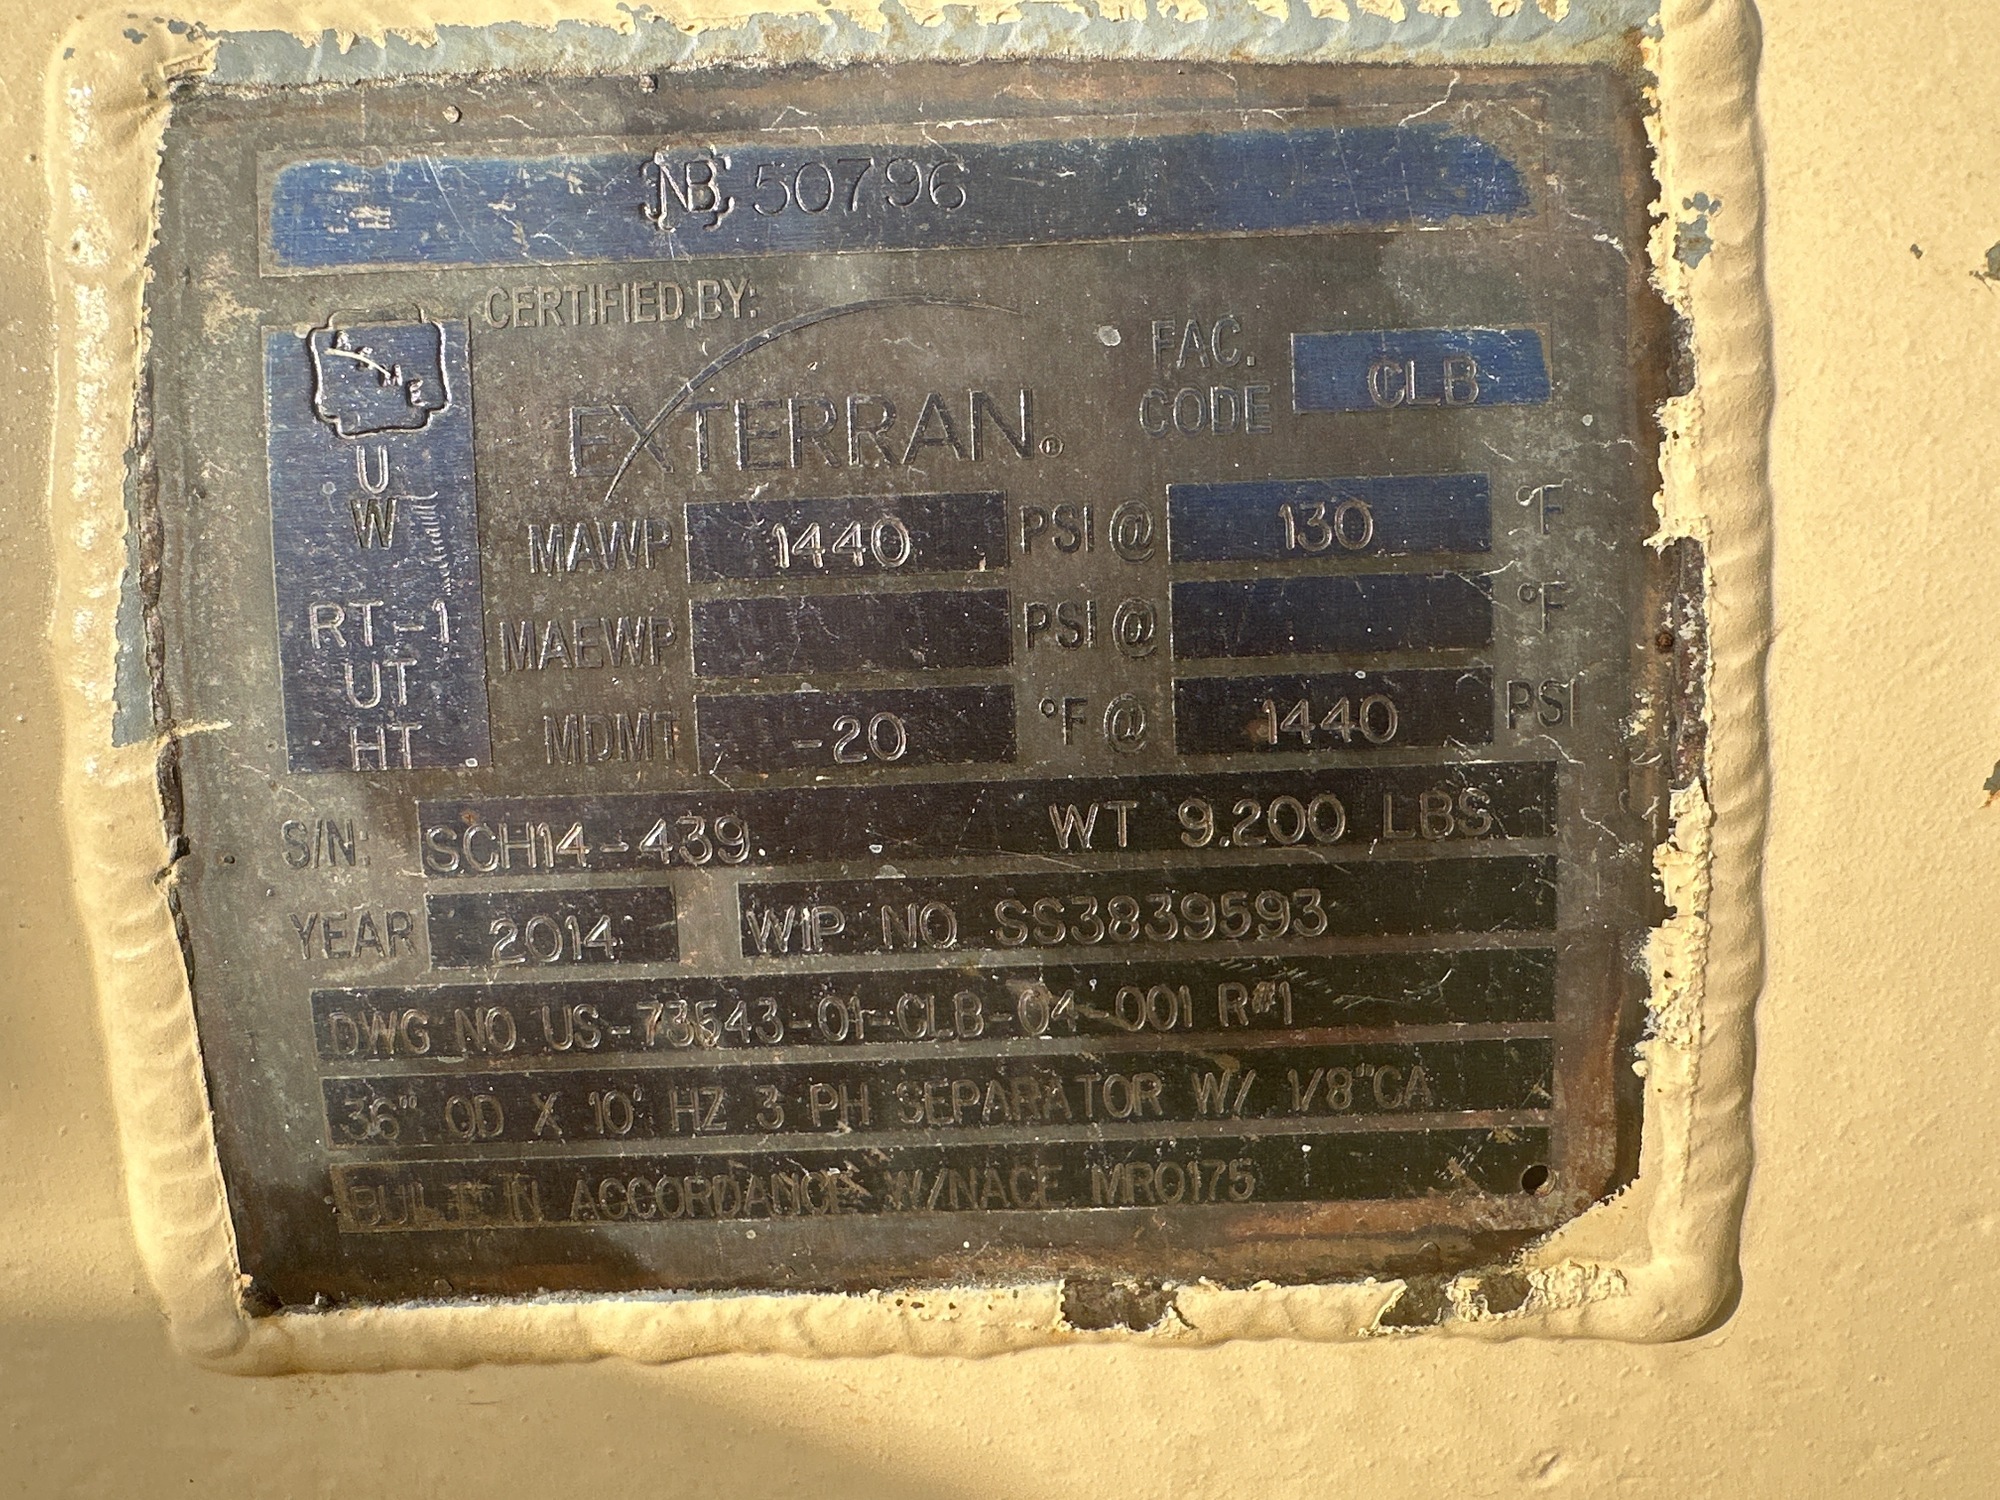 NB 50796
CERTIFIED BY:
ASME
EXTERRAN®
FAC. CODE CLB
U
W
RT-1
UT
HT
MAWP 1440 PSI @ 130 °F
MAEWP PSI @ °F
MDMT -20 °F @ 1440 PSI
S/N: SCH14-439 WT 9.200 LBS
YEAR 2014 WIP NO SS3839593
DWG NO US-73543-01-CLB-04-001 R#1
36" OD X 10' HZ 3 PH SEPARATOR W/ 1/8"CA
BUILT IN ACCORDANCE W/NACE MR0175